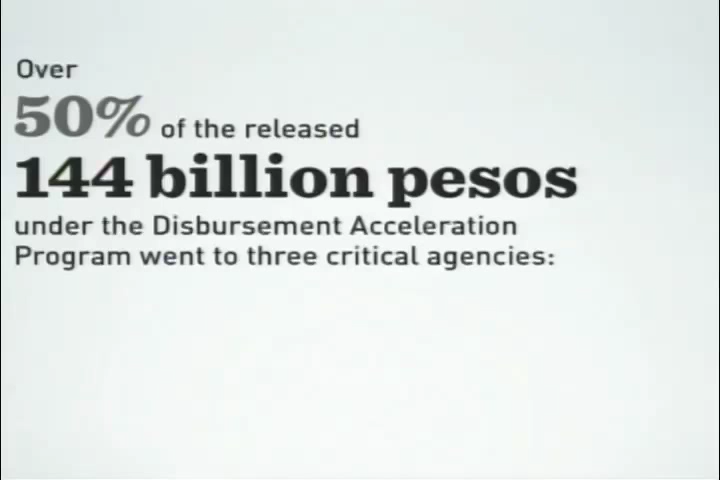 Over
50% of the released
144 billion pesos
under the Disbursement Acceleration
Program went to three critical agencies: